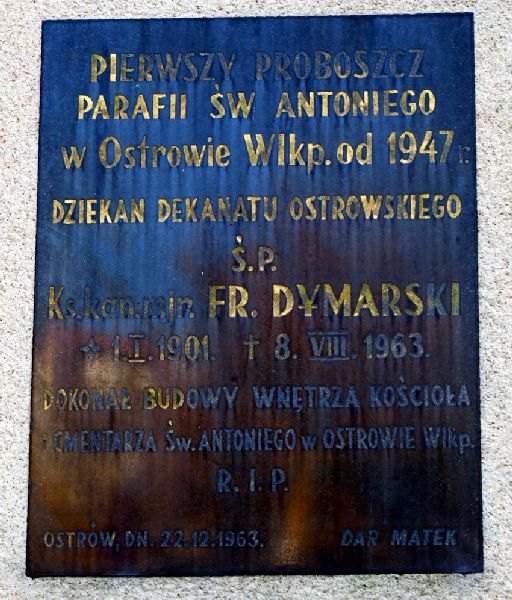 PIERWSZY PROBOSZCZ
PARAFII ŚW ANTONIEGO
w Ostrowie Wlkp. od 1947 r.
DZIEKAN DEKANATU OSTROWSKIEGO
Ś.P.
Ks. kan. mjr. FR. DYMARSKI
* 1.I.1901. † 8.VIII.1963.
DOKONAŁ BUDOWY WNĘTRZA KOŚCIOŁA
i CMENTARZA Św. ANTONIEGO w OSTROWIE Wlkp.
R.I.P.
OSTRÓW, DN. 22.12.1963. DAR MATEK